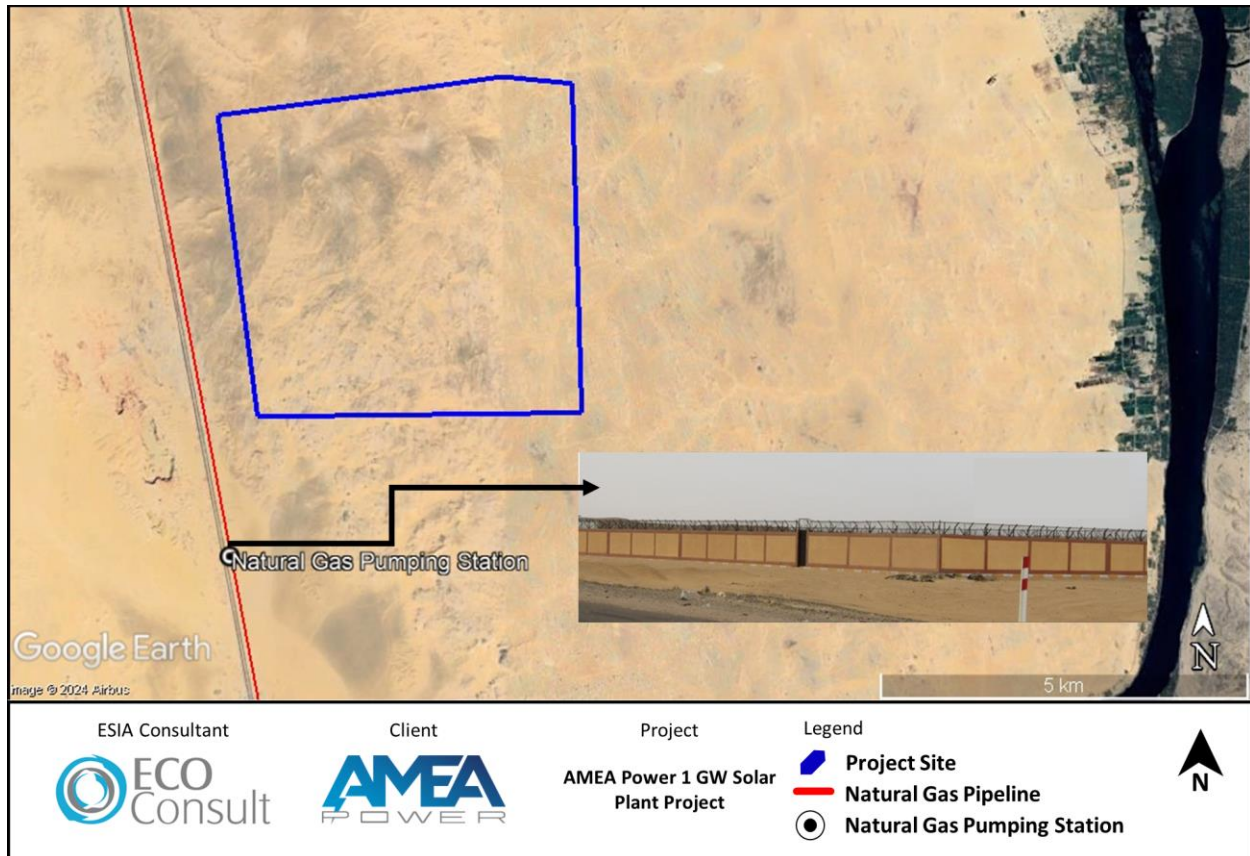 Natural Gas Pumping Station
Google Earth
Image © 2024 Airbus
N
5 km
ESIA Consultant
ECO
Consult
Client
AMEA
POWER
Project
AMEA Power 1 GW Solar
Plant Project
Legend
Project Site
Natural Gas Pipeline
Natural Gas Pumping Station
N